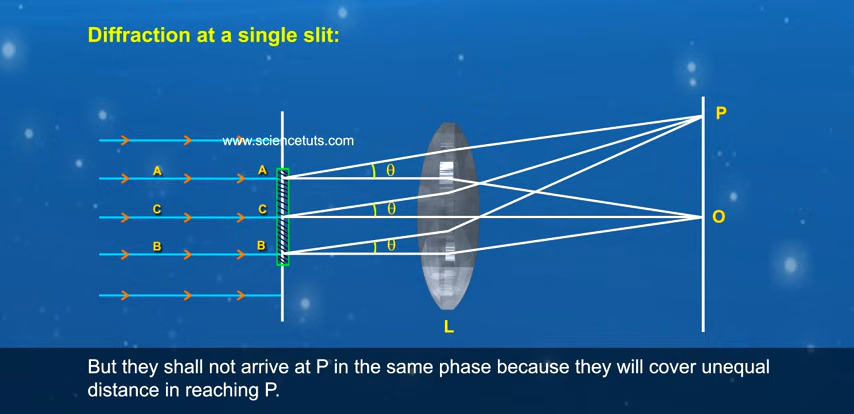 Diffraction at a single slit:
P
www.sciencetuts.com
A A θ
C C θ O
B B θ
L
But they shall not arrive at P in the same phase because they will cover unequal
distance in reaching P.